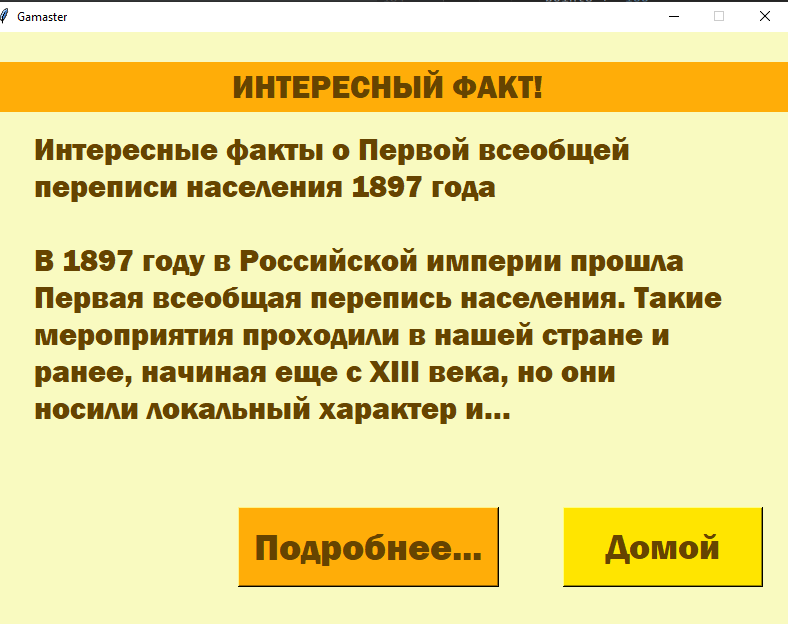 Gamaster
ИНТЕРЕСНЫЙ ФАКТ!
Интересные факты о Первой всеобщей
переписи населения 1897 года
В 1897 году в Российской империи прошла
Первая всеобщая перепись населения. Такие
мероприятия проходили в нашей стране и
ранее, начиная еще с XIII века, но они
носили локальный характер и...
Подробнее...
Домой